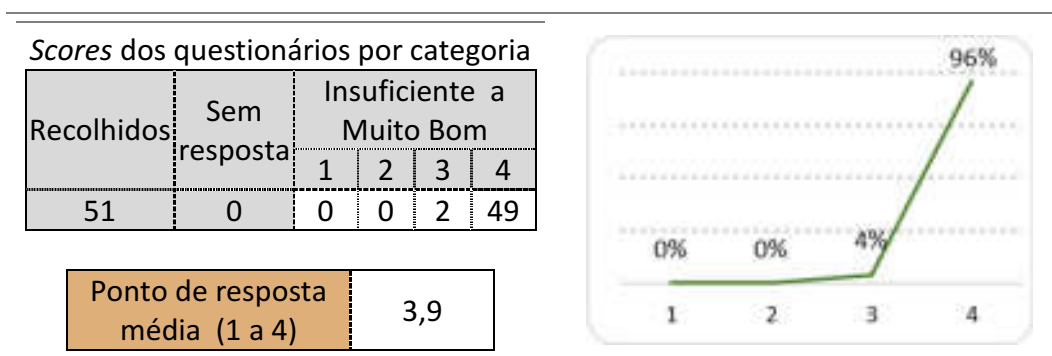 Scores dos questionários por categoria
Recolhidos
Sem
resposta
Insuficiente a
Muito Bom
1 2 3 4
51 0 0 0 2 49
Ponto de resposta
média (1 a 4)
3,9
96%
0% 0% 4%
1 2 3 4